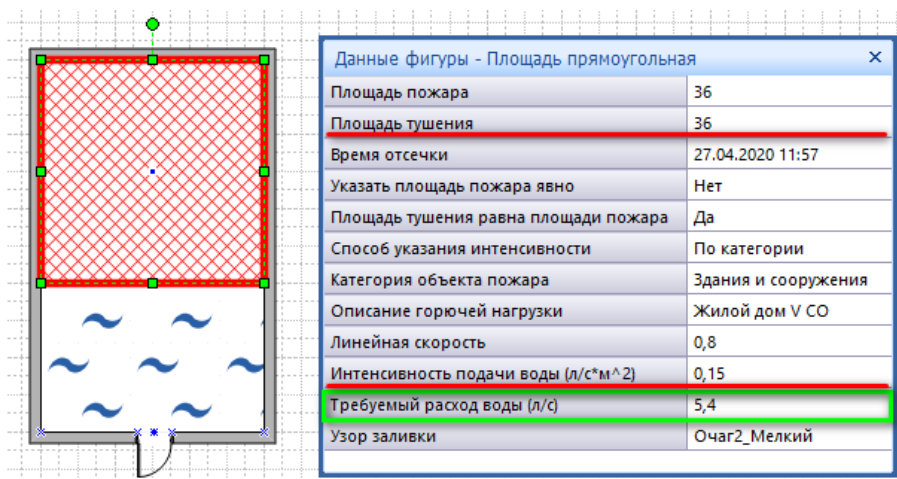 Данные фигуры - Площадь прямоугольная ×
Площадь пожара 36
Площадь тушения 36
Время отсечки 27.04.2020 11:57
Указать площадь пожара явно Нет
Площадь тушения равна площади пожара Да
Способ указания интенсивности По категории
Категория объекта пожара Здания и сооружения
Описание горючей нагрузки Жилой дом V СО
Линейная скорость 0,8
Интенсивность подачи воды (л/с*м^2) 0,15
Требуемый расход воды (л/с) 5,4
Узор заливки Очаг2_Мелкий